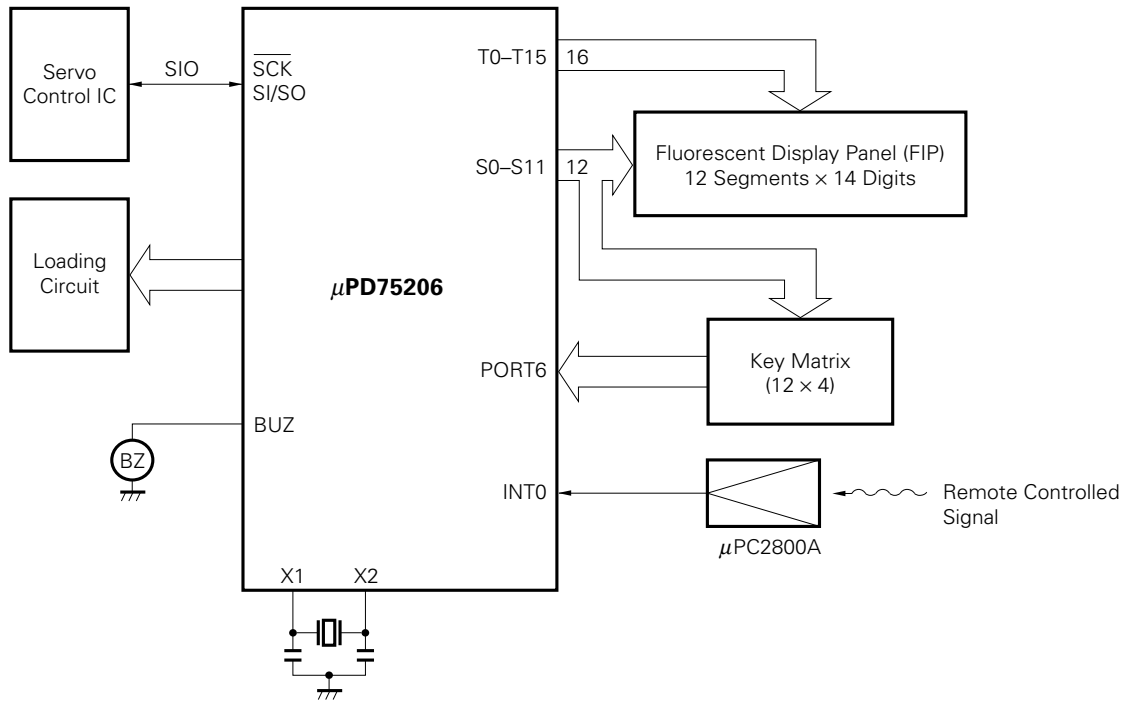 Servo
Control IC
SIO
SCK
SI/SO
T0–T15
16
Fluorescent Display Panel (FIP)
12 Segments × 14 Digits
S0–S11
12
Loading
Circuit
µPD75206
Key Matrix
(12 × 4)
PORT6
BUZ
BZ
INT0
Remote Controlled
Signal
µPC2800A
X1
X2